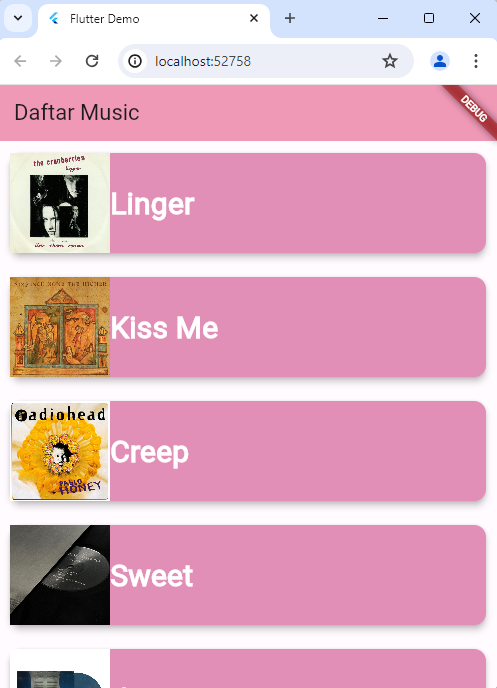 Flutter Demo
localhost:52758
Daftar Music
DEBUG
the cranberries
linger
Linger
SIXPENCE NONE THE RICHER
Kiss Me
Radiohead
PABLO
HONEY
Creep
Sweet